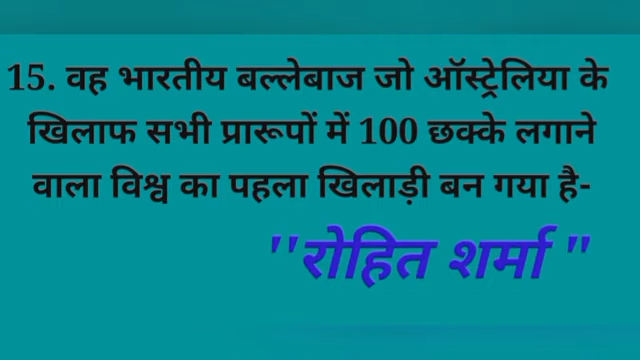 15. वह भारतीय बल्लेबाज जो ऑस्ट्रेलिया के
खिलाफ सभी प्रारूपों में 100 छक्के लगाने
वाला विश्व का पहला खिलाड़ी बन गया है-
''रोहित शर्मा "